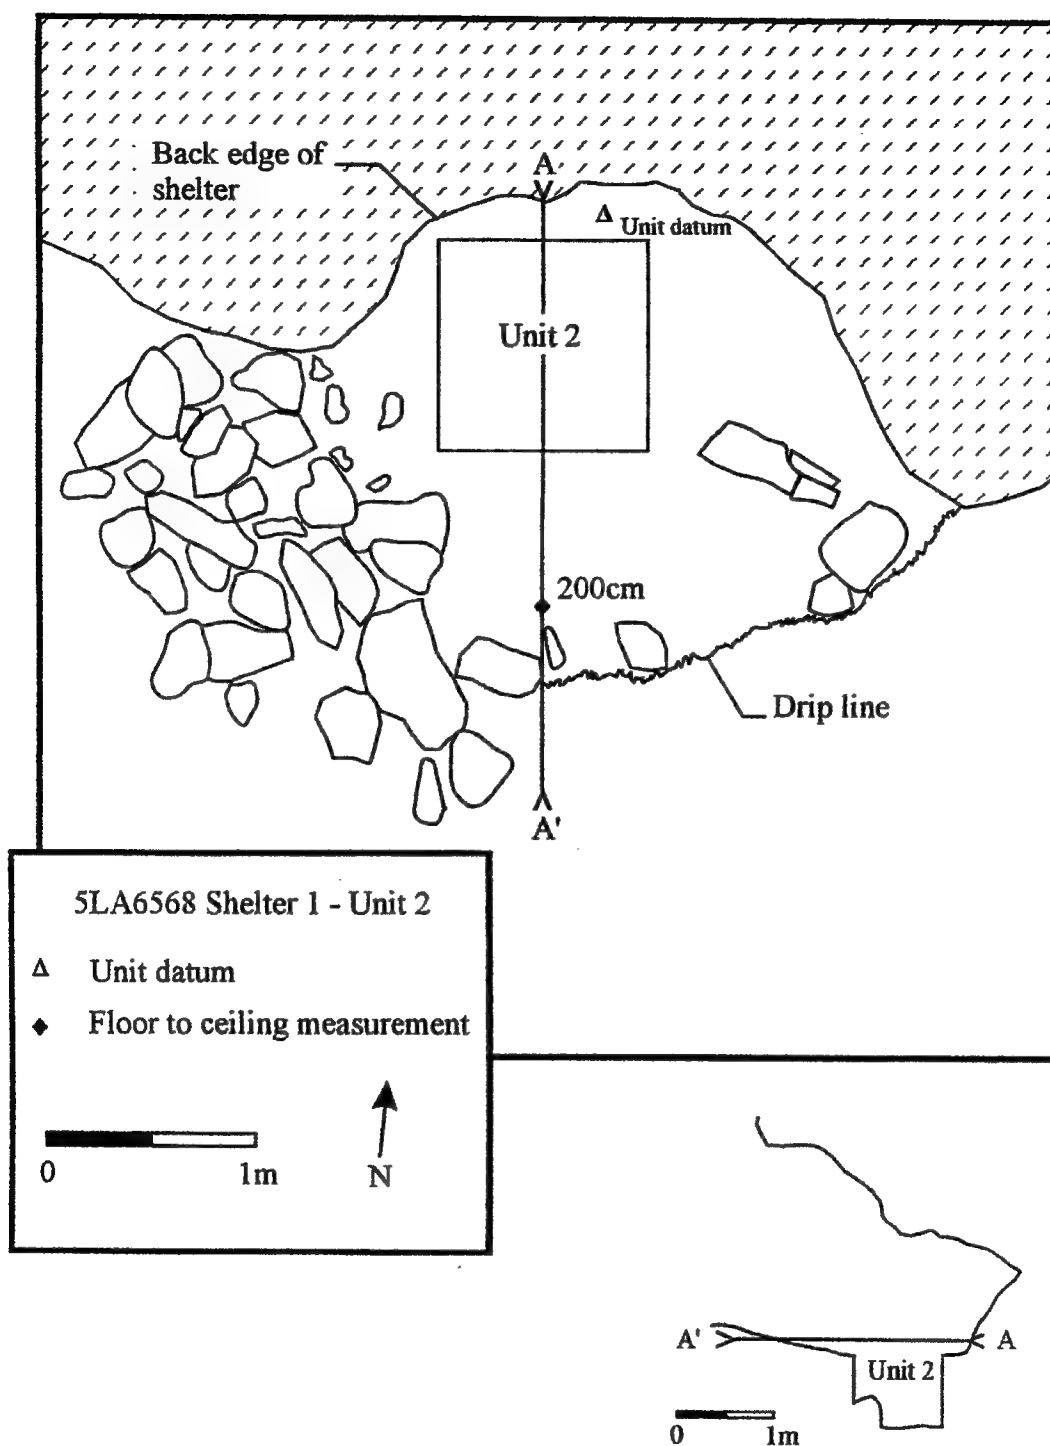 Back edge of
shelter
A
Δ Unit datum
Unit 2
200cm
Drip line
A'
5LA6568 Shelter 1 - Unit 2
Δ Unit datum
◆ Floor to ceiling measurement
0 1m
N
A' A
Unit 2
0 1m